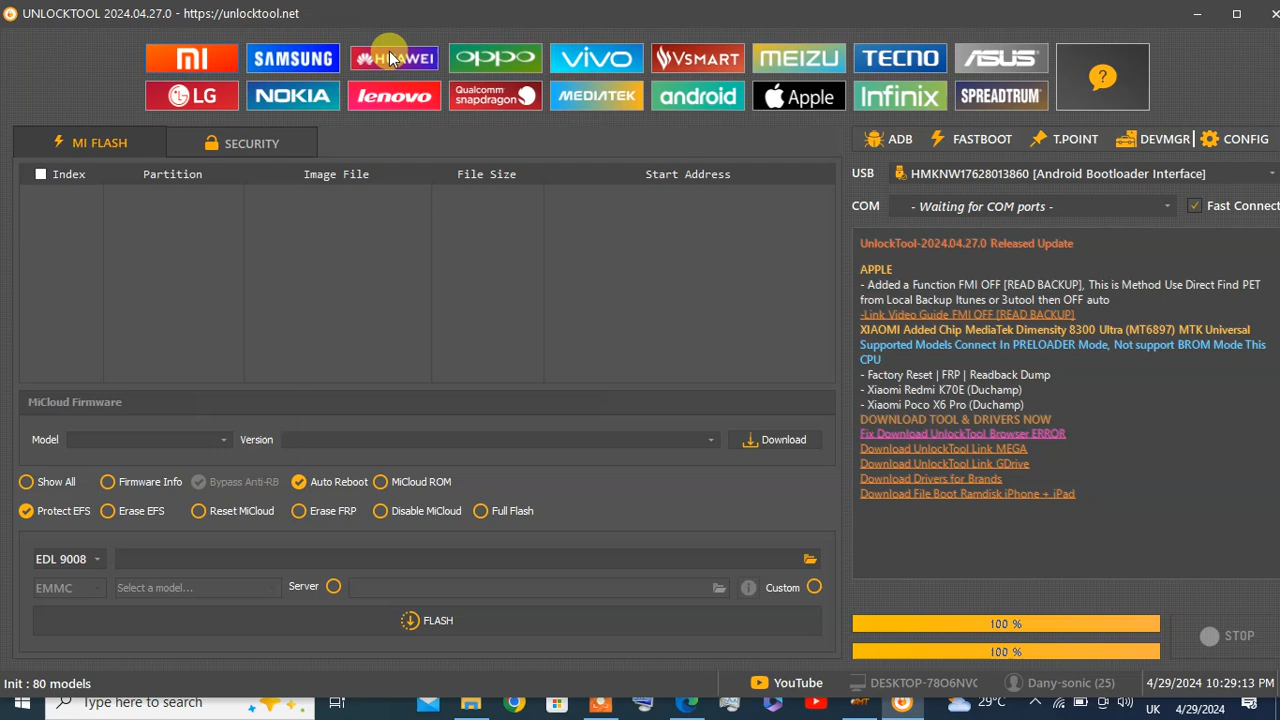 UNLOCKTOOL 2024.04.27.0 - https://unlocktool.net
MI SAMSUNG HUAWEI OPPO vivo VSMART MEIZU TECNO ASUS ?
LG NOKIA lenovo Qualcomm snapdragon MEDIATEK android Apple Infinix SPREADTRUM
MI FLASH SECURITY
ADB FASTBOOT T.POINT DEVMGR CONFIG
Index Partition Image File File Size Start Address
USB HMKNW17628013860 [Android Bootloader Interface]
COM - Waiting for COM ports - Fast Connect
UnlockTool-2024.04.27.0 Released Update
APPLE
- Added a Function FMI OFF [READ BACKUP], This is Method Use Direct Find PET
from Local Backup Itunes or 3utool then OFF auto
-Link Video Guide FMI OFF [READ BACKUP]
XIAOMI Added Chip MediaTek Dimensity 8300 Ultra (MT6897) MTK Universal
Supported Models Connect In PRELOADER Mode, Not support BROM Mode This
CPU
- Factory Reset | FRP | Readback Dump
- Xiaomi Redmi K70E (Duchamp)
- Xiaomi Poco X6 Pro (Duchamp)
DOWNLOAD TOOL & DRIVERS NOW
Fix Download UnlockTool Browser ERROR
Download UnlockTool Link MEGA
Download UnlockTool Link GDrive
Download Drivers for Brands
Download File Boot Ramdisk iPhone + iPad
MiCloud Firmware
Model Version Download
Show All Firmware Info Bypass Anti-RB Auto Reboot MiCloud ROM
Protect EFS Erase EFS Reset MiCloud Erase FRP Disable MiCloud Full Flash
EDL 9008
EMMC Select a model... Server Custom
FLASH
100 %
100 %
STOP
Init : 80 models YouTube DESKTOP-78O6NVC Dany-sonic (25) 4/29/2024 10:29:13 PM
Type here to search 29°C UK 4/29/2024